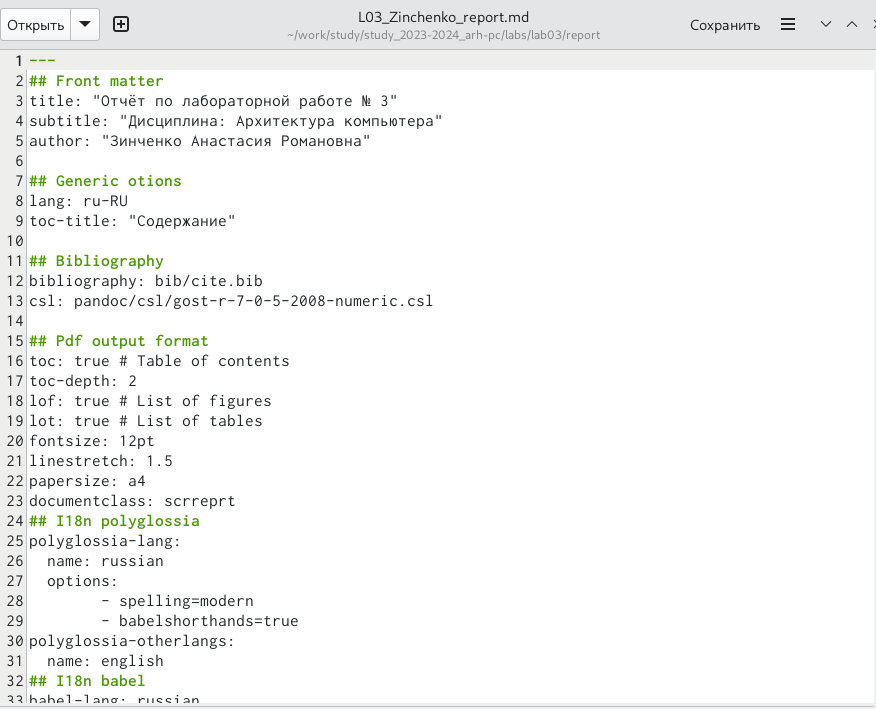 Открыть
L03_Zinchenko_report.md
~/work/study/study_2023-2024_arh-pc/labs/lab03/report
Сохранить
1 ---
2 ## Front matter
3 title: "Отчёт по лабораторной работе № 3"
4 subtitle: "Дисциплина: Архитектура компьютера"
5 author: "Зинченко Анастасия Романовна"
6
7 ## Generic otions
8 lang: ru-RU
9 toc-title: "Содержание"
10
11 ## Bibliography
12 bibliography: bib/cite.bib
13 csl: pandoc/csl/gost-r-7-0-5-2008-numeric.csl
14
15 ## Pdf output format
16 toc: true # Table of contents
17 toc-depth: 2
18 lof: true # List of figures
19 lot: true # List of tables
20 fontsize: 12pt
21 linestretch: 1.5
22 papersize: a4
23 documentclass: scrreprt
24 ## I18n polyglossia
25 polyglossia-lang:
26   name: russian
27   options:
28         - spelling=modern
29         - babelshorthands=true
30 polyglossia-otherlangs:
31   name: english
32 ## I18n babel
33 babel-lang: russian